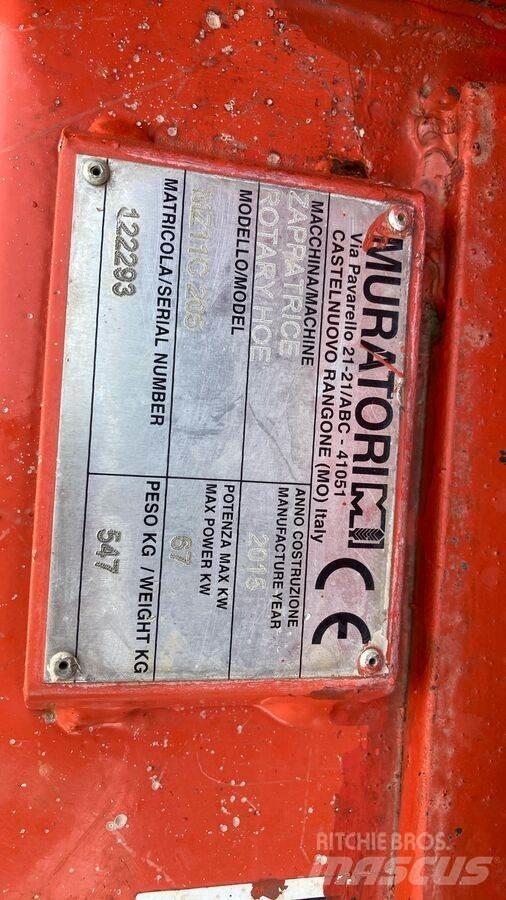 MURATORI
Via Pavarello 21-21/ABC - 41051
CASTELNUOVO RANGONE (MO) Italy
CE
MACCHINA/MACHINE
ZAPPATRICE
ROTARY HOE
ANNO COSTRUZIONE
MANUFACTURE YEAR
2015
MODELLO/MODEL
MZ11C 205
POTENZA MAX KW
MAX POWER KW
67
MATRICOLA/SERIAL NUMBER
122293
PESO KG / WEIGHT KG
547
RITCHIE BROS.
MASCUS